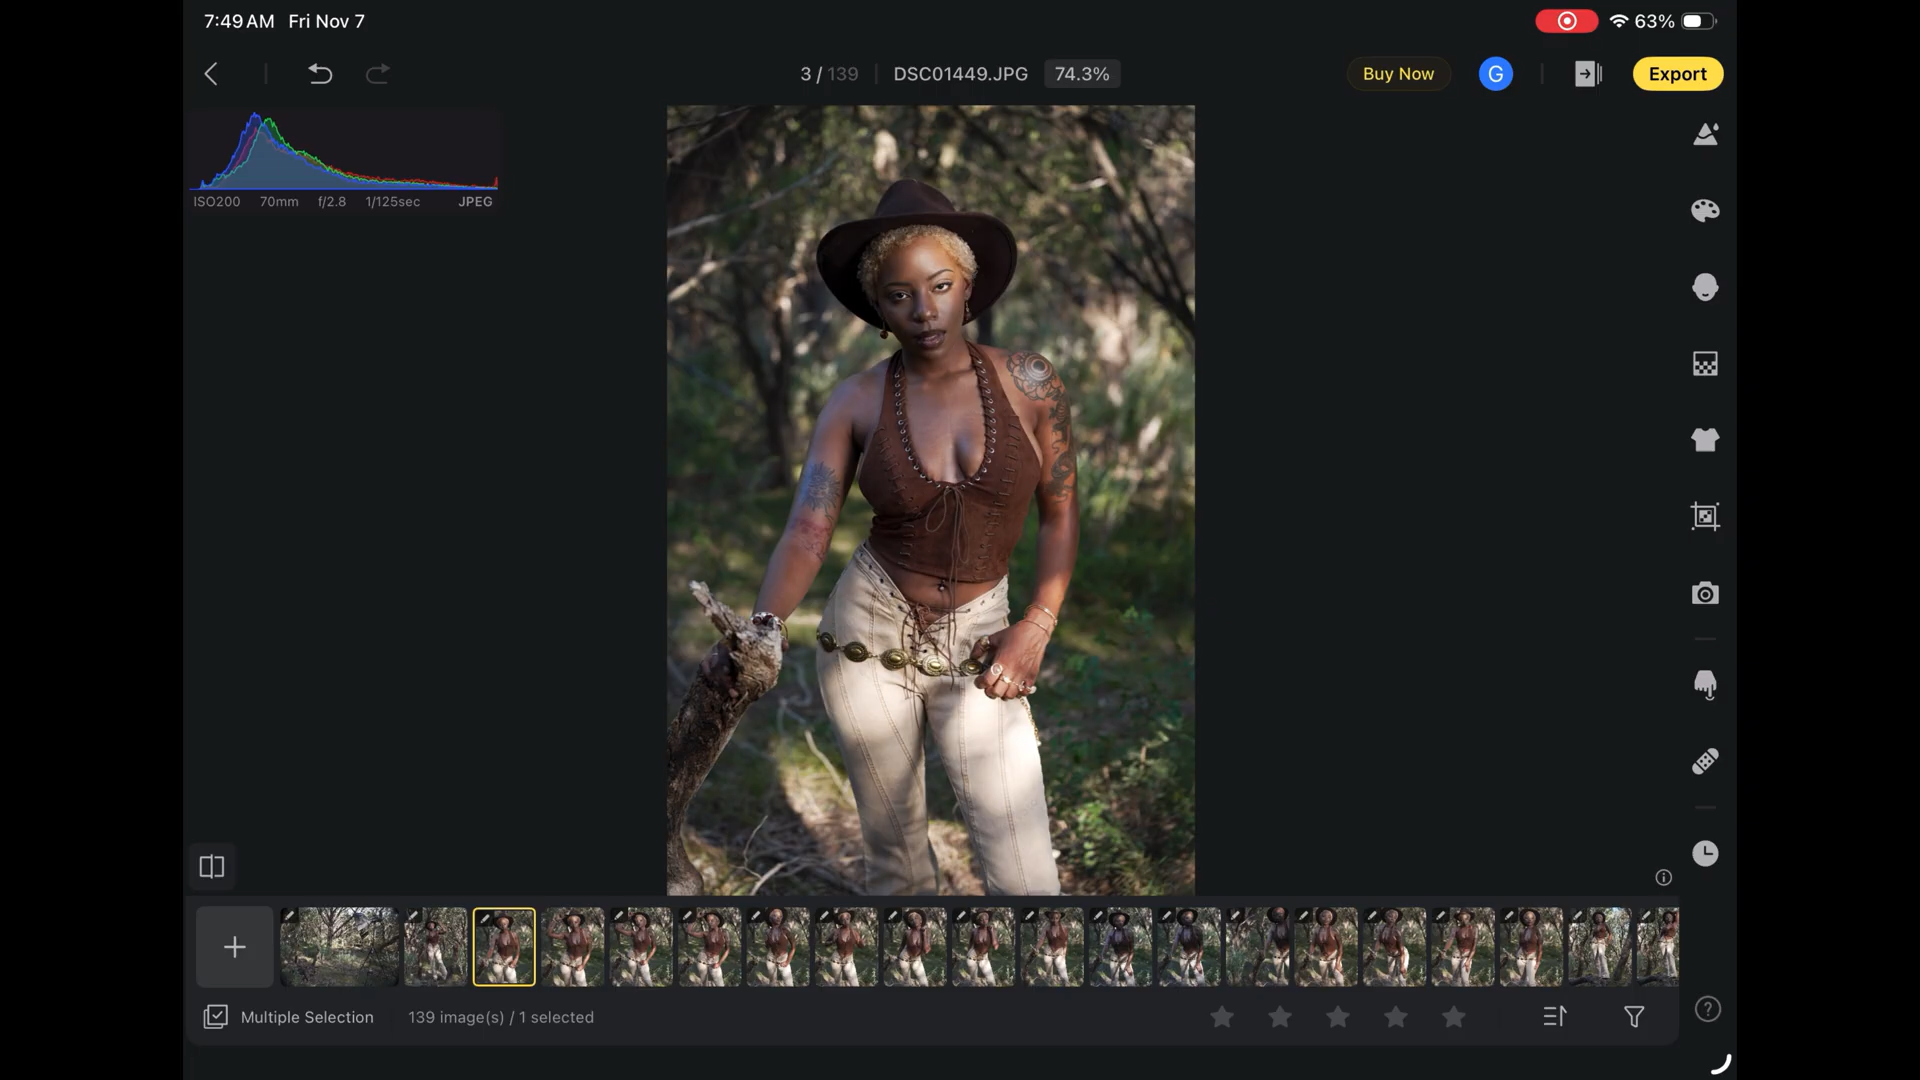 7:49 AM Fri Nov 7
63%
3 / 139 DSC01449.JPG 74.3%
Buy Now
G
Export
ISO200 70mm f/2.8 1/125sec JPEG
Multiple Selection 139 image(s) / 1 selected